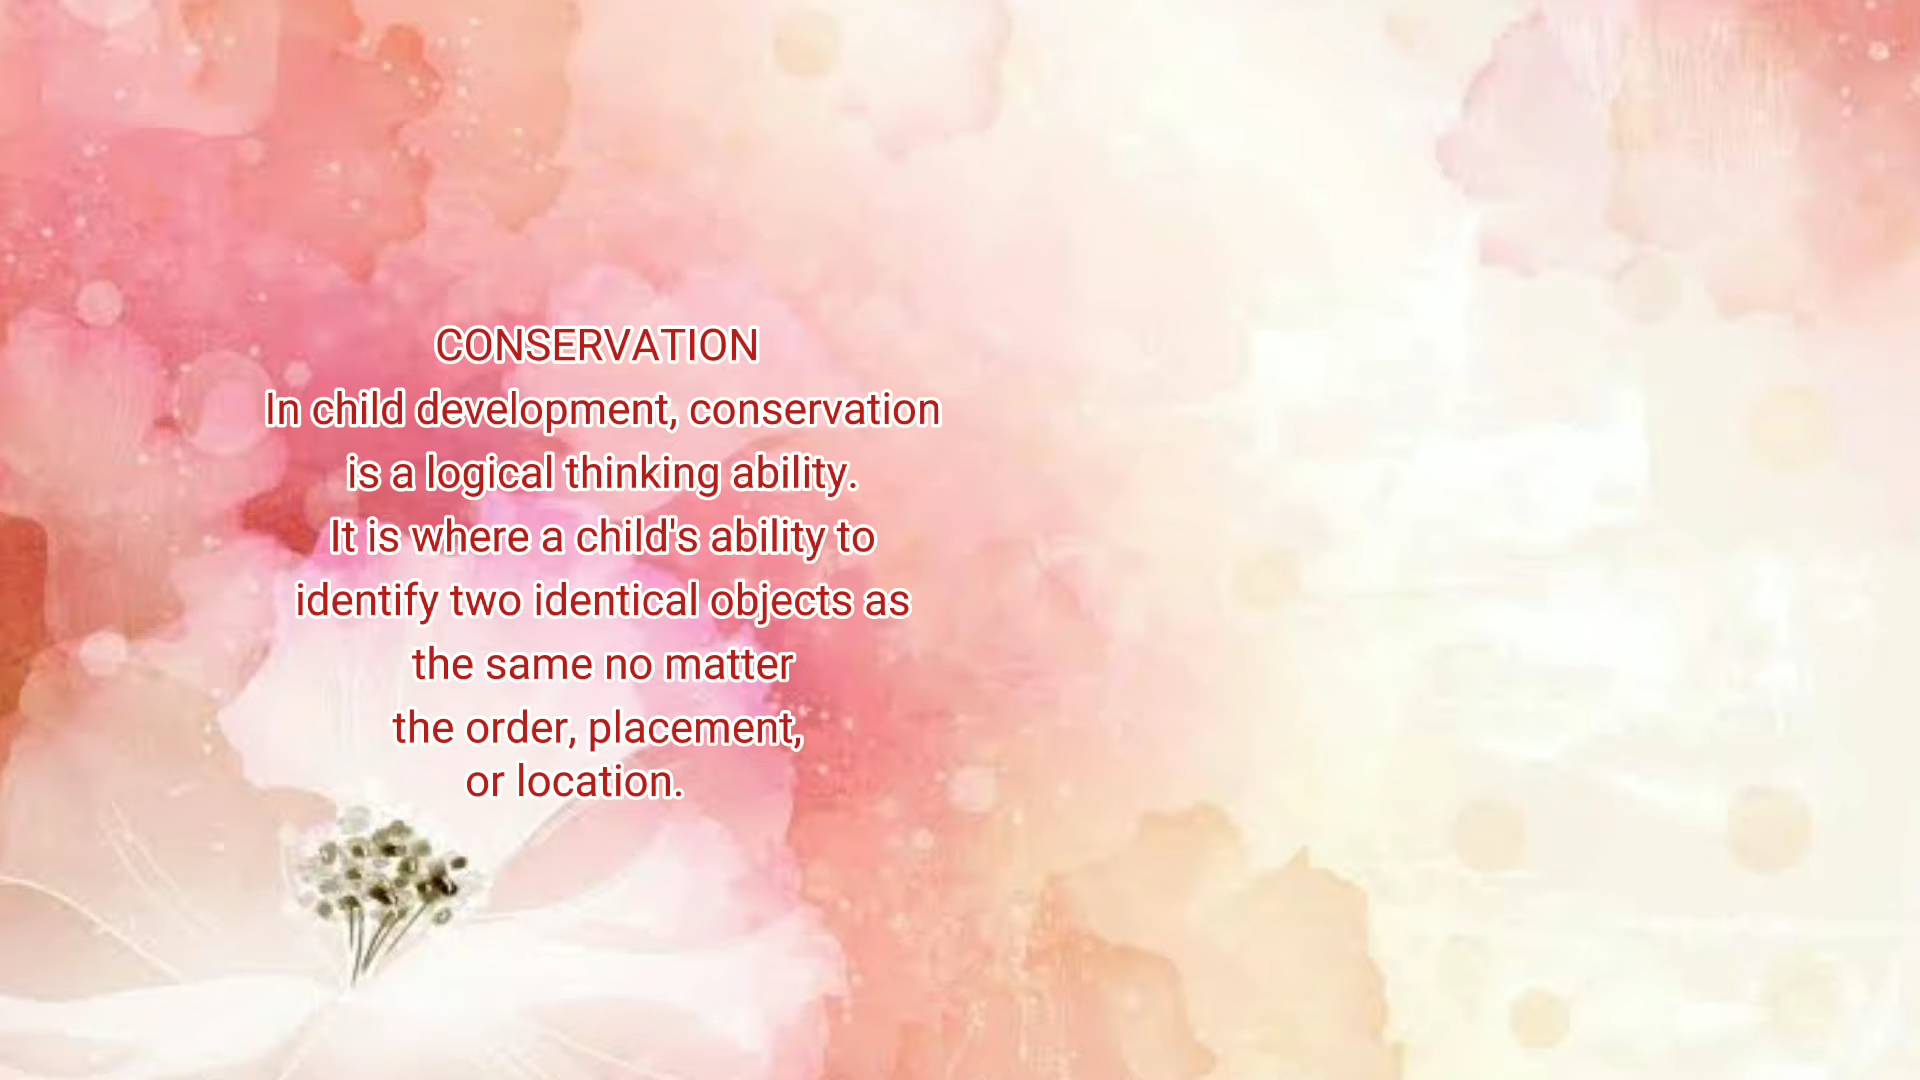 CONSERVATION
In child development, conservation
is a logical thinking ability.
It is where a child's ability to
identify two identical objects as
the same no matter
the order, placement,
or location.